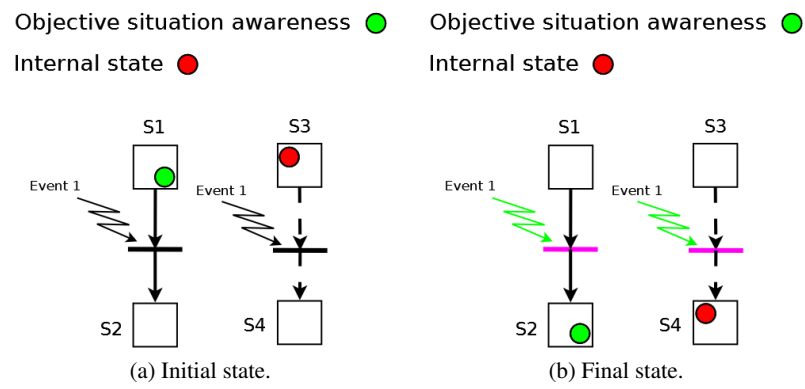 Objective situation awareness
Internal state
S1
S3
Event 1
Event 1
S2
S4
(a) Initial state.
Objective situation awareness
Internal state
S1
S3
Event 1
Event 1
S2
S4
(b) Final state.